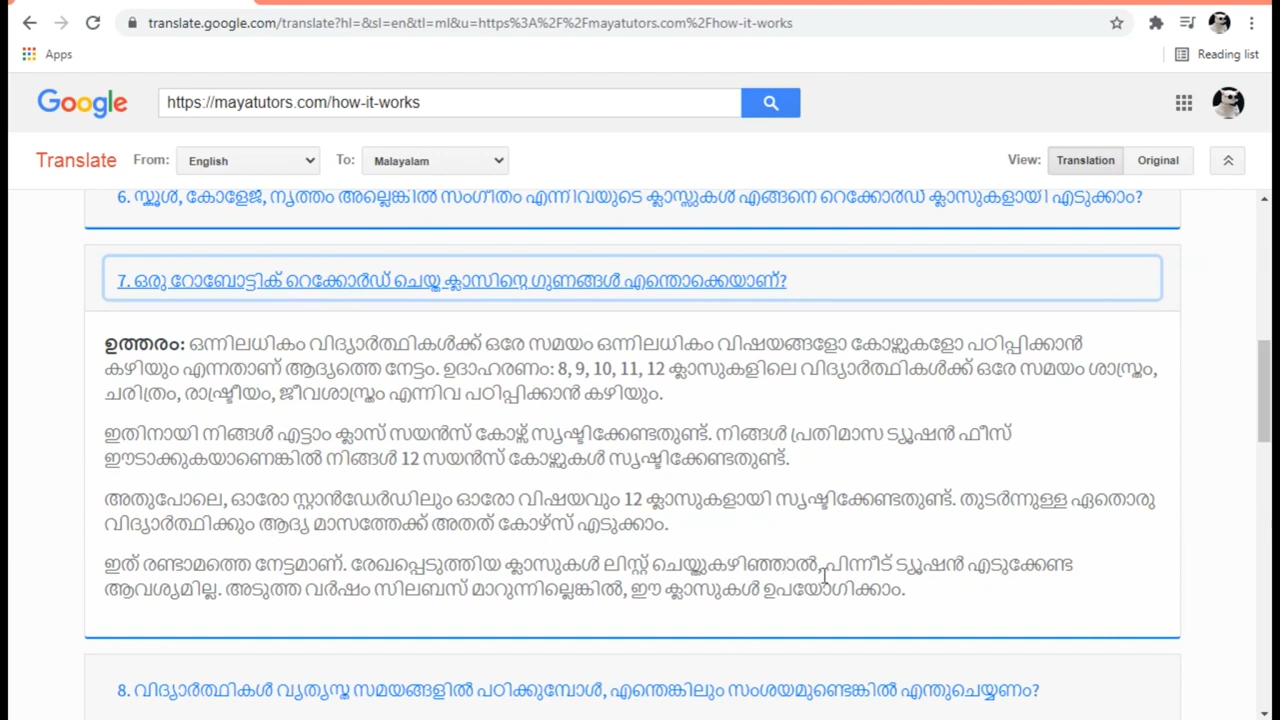 translate.google.com/translate?hl=&sl=en&tl=ml&u=https%3A%2F%2Fmayatutors.com%2Fhow-it-works
Apps
Reading list
Google
https://mayatutors.com/how-it-works
Translate From: English To: Malayalam View: Translation Original
6. സ്കൂൾ, കോളേജ്, നൃത്തം അല്ലെങ്കിൽ സംഗീതം എന്നിവയുടെ ക്ലാസ്സുകൾ എങ്ങനെ റെക്കോർഡ് ക്ലാസുകളായി എടുക്കാം?
7. ഒരു റോബോട്ടിക് റെക്കോർഡ് ചെയ്ത ക്ലാസിന്റെ ഗുണങ്ങൾ എന്തൊക്കെയാണ്?
ഉത്തരം: ഒന്നിലധികം വിദ്യാർത്ഥികൾക്ക് ഒരേ സമയം ഒന്നിലധികം വിഷയങ്ങളോ കോഴ്സുകളോ പഠിപ്പിക്കാൻ
കഴിയും എന്നതാണ് ആദ്യത്തെ നേട്ടം. ഉദാഹരണം: 8, 9, 10, 11, 12 ക്ലാസുകളിലെ വിദ്യാർത്ഥികൾക്ക് ഒരേ സമയം ശാസ്ത്രം,
ചരിത്രം, രാഷ്ട്രീയം, ജീവശാസ്ത്രം എന്നിവ പഠിപ്പിക്കാൻ കഴിയും.
ഇതിനായി നിങ്ങൾ എട്ടാം ക്ലാസ് സയൻസ് കോഴ്സ് സൃഷ്ടിക്കേണ്ടതുണ്ട്. നിങ്ങൾ പ്രതിമാസ ട്യൂഷൻ ഫീസ്
ഈടാക്കുകയാണെങ്കിൽ നിങ്ങൾ 12 സയൻസ് കോഴ്സുകൾ സൃഷ്ടിക്കേണ്ടതുണ്ട്.
അതുപോലെ, ഓരോ സ്റ്റാൻഡേർഡിലും ഓരോ വിഷയവും 12 ക്ലാസുകളായി സൃഷ്ടിക്കേണ്ടതുണ്ട്. തുടർന്നുള്ള ഏതൊരു
വിദ്യാർത്ഥിക്കും ആദ്യ മാസത്തേക്ക് അതത് കോഴ്‌സ് എടുക്കാം.
ഇത് രണ്ടാമത്തെ നേട്ടമാണ്. രേഖപ്പെടുത്തിയ ക്ലാസുകൾ ലിസ്റ്റ് ചെയ്തുകഴിഞ്ഞാൽ, പിന്നീട് ട്യൂഷൻ എടുക്കേണ്ട
ആവശ്യമില്ല. അടുത്ത വർഷം സിലബസ് മാറുന്നില്ലെങ്കിൽ, ഈ ക്ലാസുകൾ ഉപയോഗിക്കാം.
8. വിദ്യാർത്ഥികൾ വ്യത്യസ്ത സമയങ്ങളിൽ പഠിക്കുമ്പോൾ, എന്തെങ്കിലും സംശയമുണ്ടെങ്കിൽ എന്തുചെയ്യണം?